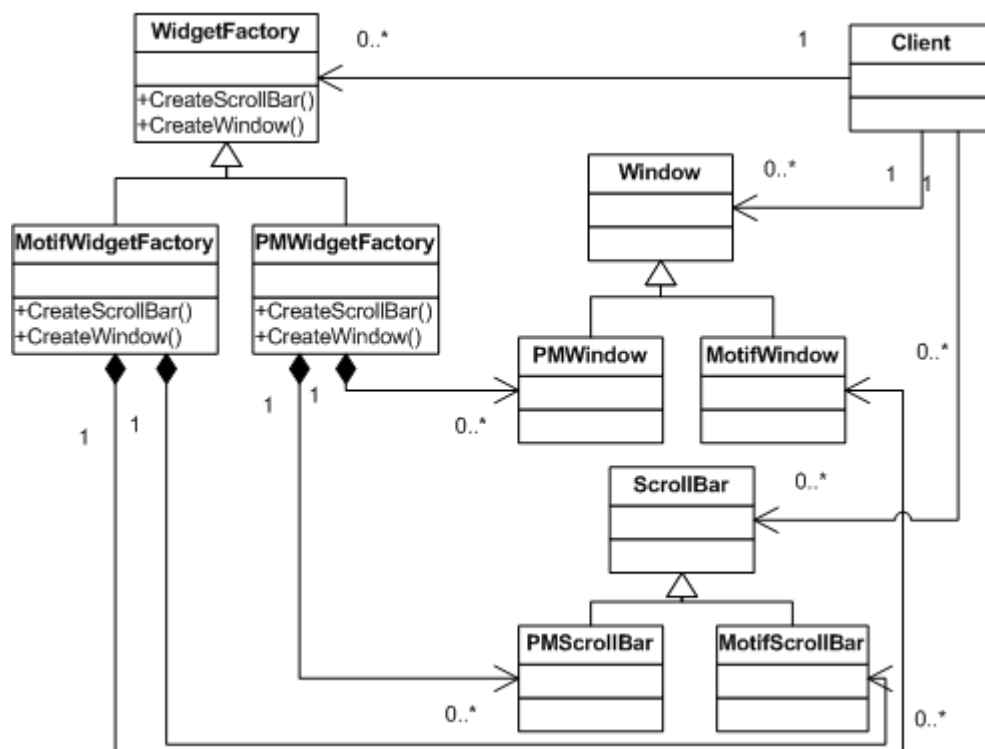 WidgetFactory
0..*
1
Client
+CreateScrollBar()
+CreateWindow()
Window
0..*
1
1
MotifWidgetFactory
PMWidgetFactory
+CreateScrollBar()
+CreateWindow()
+CreateScrollBar()
+CreateWindow()
PMWindow
MotifWindow
0..*
1
1
1
1
0..*
ScrollBar
0..*
PMScrollBar
MotifScrollBar
0..*
0..*